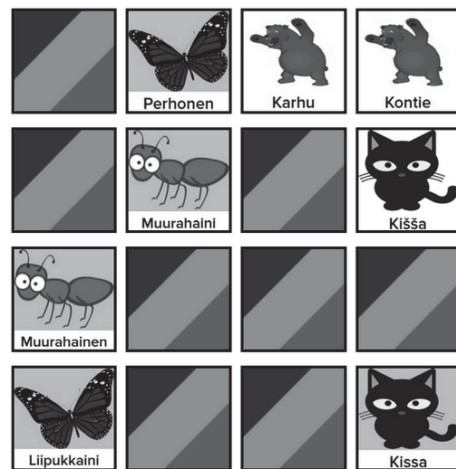 Perhonen
Karhu
Kontie
Muurahaini
Kišša
Muurahainen
Liipukkaini
Kissa